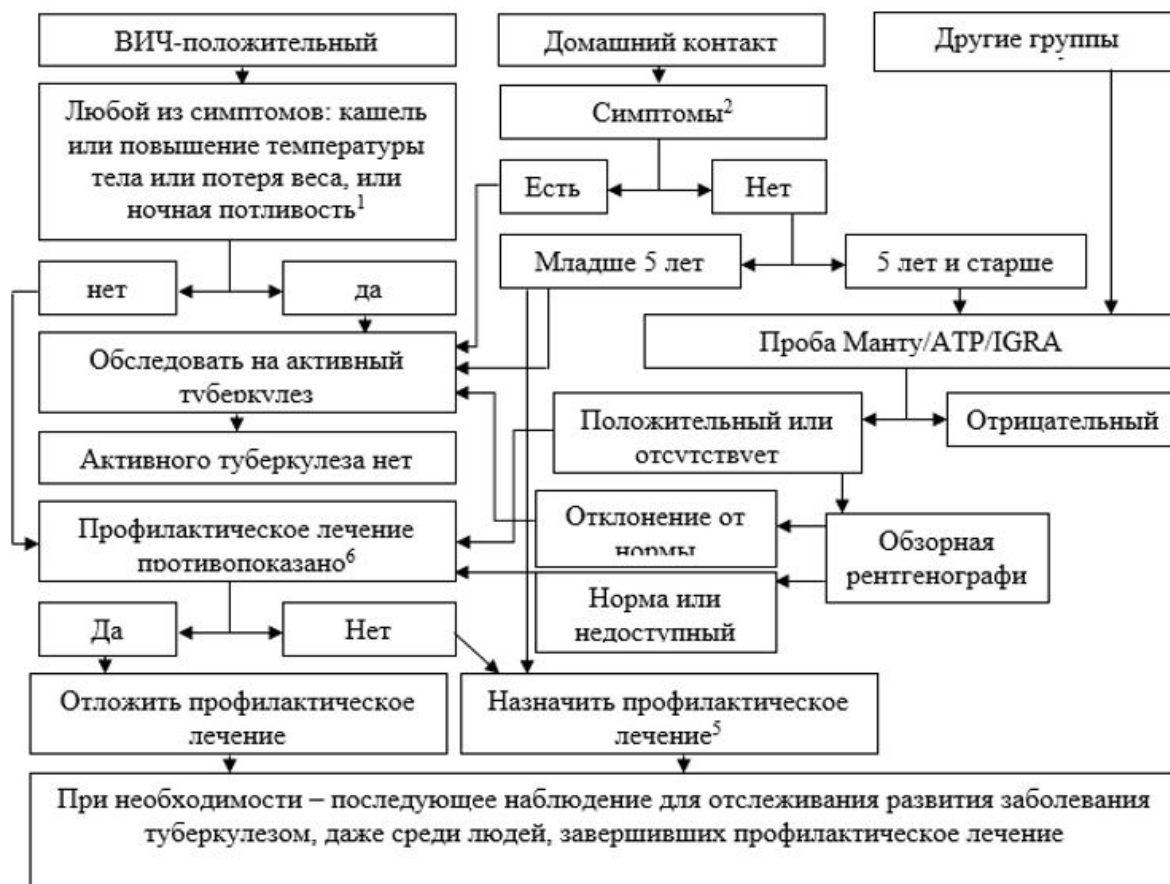 ВИЧ-положительный
Домашний контакт
Другие группы
Любой из симптомов: кашель
или повышение температуры
тела или потеря веса, или
ночная потливость1
Симптомы2
Есть
Нет
Младше 5 лет
5 лет и старше
нет
да
Проба Манту/АТР/IGRA
Обследовать на активный
туберкулез
Положительный или
отсутствует
Отрицательный
Активного туберкулеза нет
Профилактическое лечение
противопоказано6
Отклонение от
нормы
Обзорная
рентгенографи
Норма или
недоступный
Да
Нет
Отложить профилактическое
лечение
Назначить профилактическое
лечение5
При необходимости – последующее наблюдение для отслеживания развития заболевания
туберкулезом, даже среди людей, завершивших профилактическое лечение